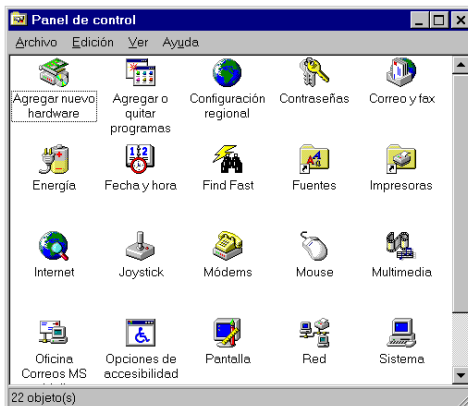 Panel de control
Archivo Edición Ver Ayuda
Agregar nuevo hardware
Agregar o quitar programas
Configuración regional
Contraseñas
Correo y fax
Energía
Fecha y hora
Find Fast
Fuentes
Impresoras
Internet
Joystick
Módems
Mouse
Multimedia
Oficina Correos MS
Opciones de accesibilidad
Pantalla
Red
Sistema
22 objeto(s)